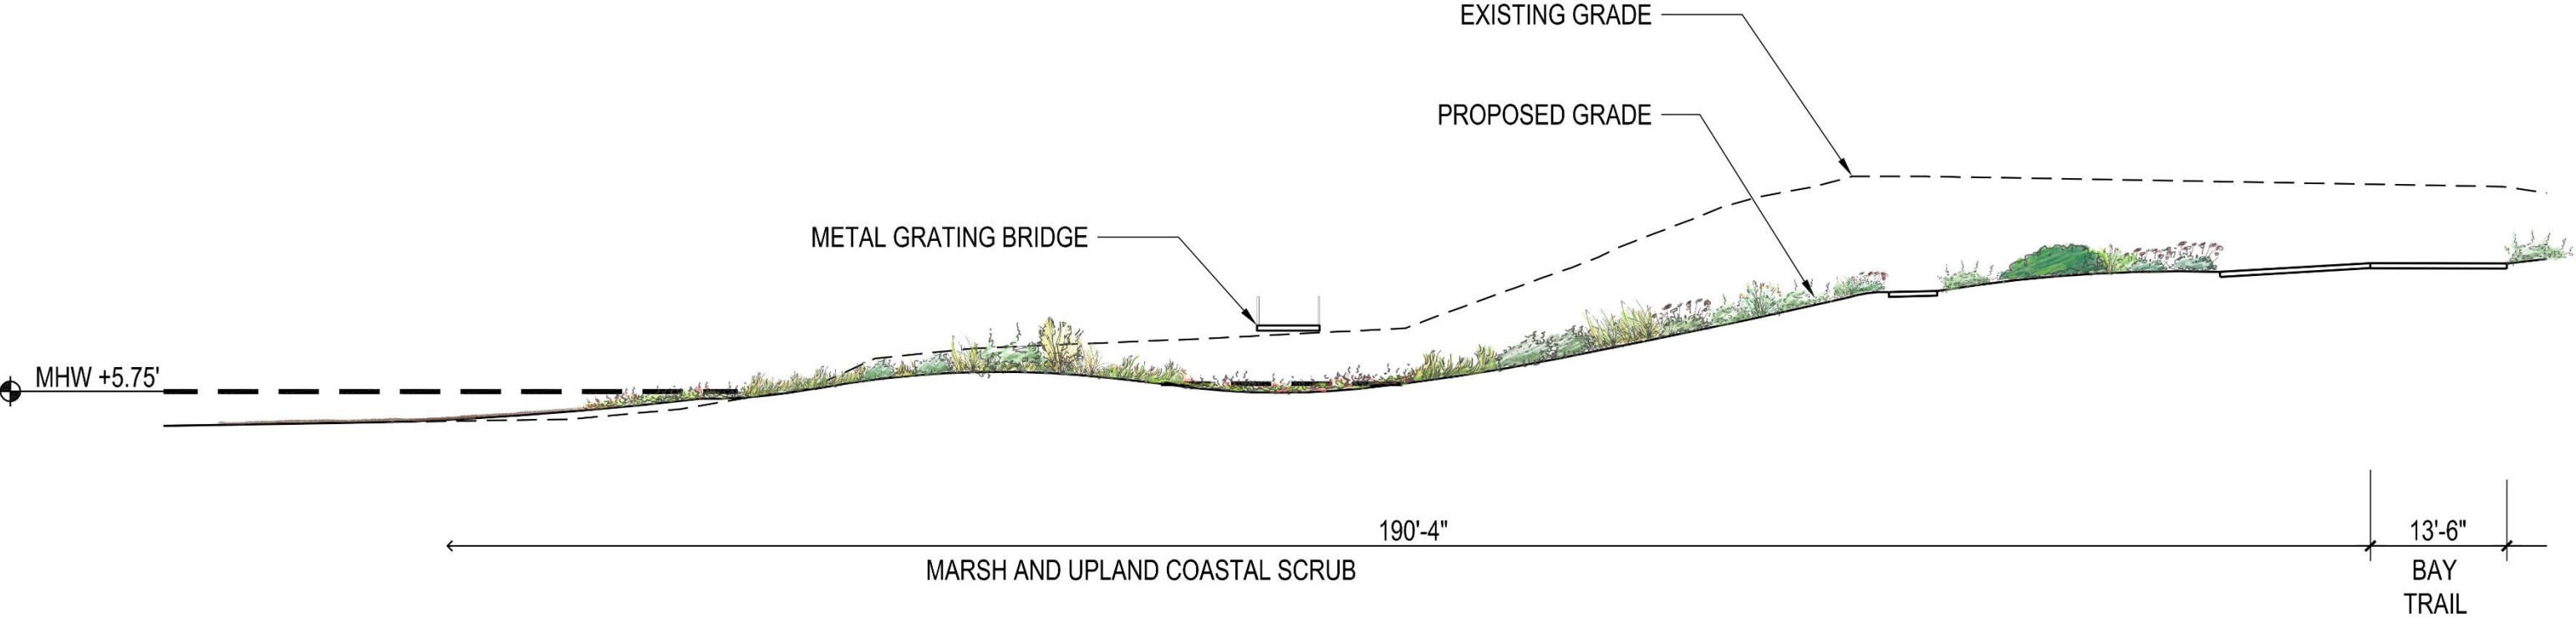 EXISTING GRADE
PROPOSED GRADE
METAL GRATING BRIDGE
MHW +5.75'
190'-4"
13'-6"
MARSH AND UPLAND COASTAL SCRUB
BAY
TRAIL